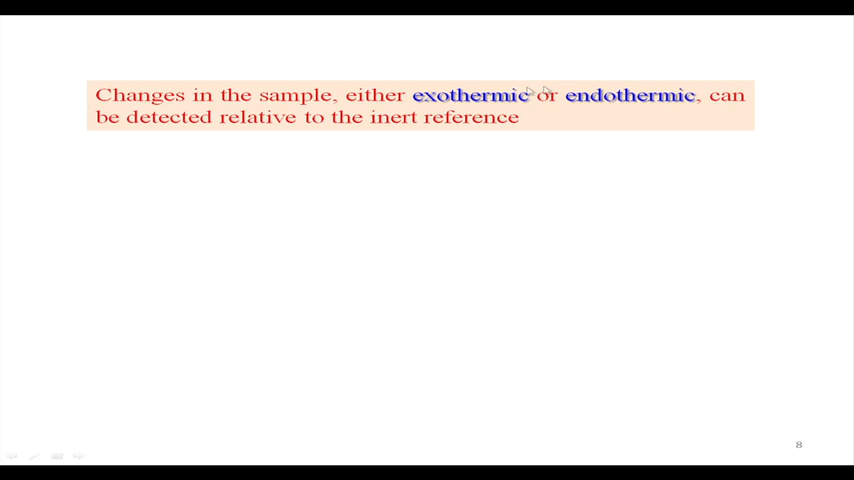 Changes in the sample, either exothermic or endothermic, can
be detected relative to the inert reference
8